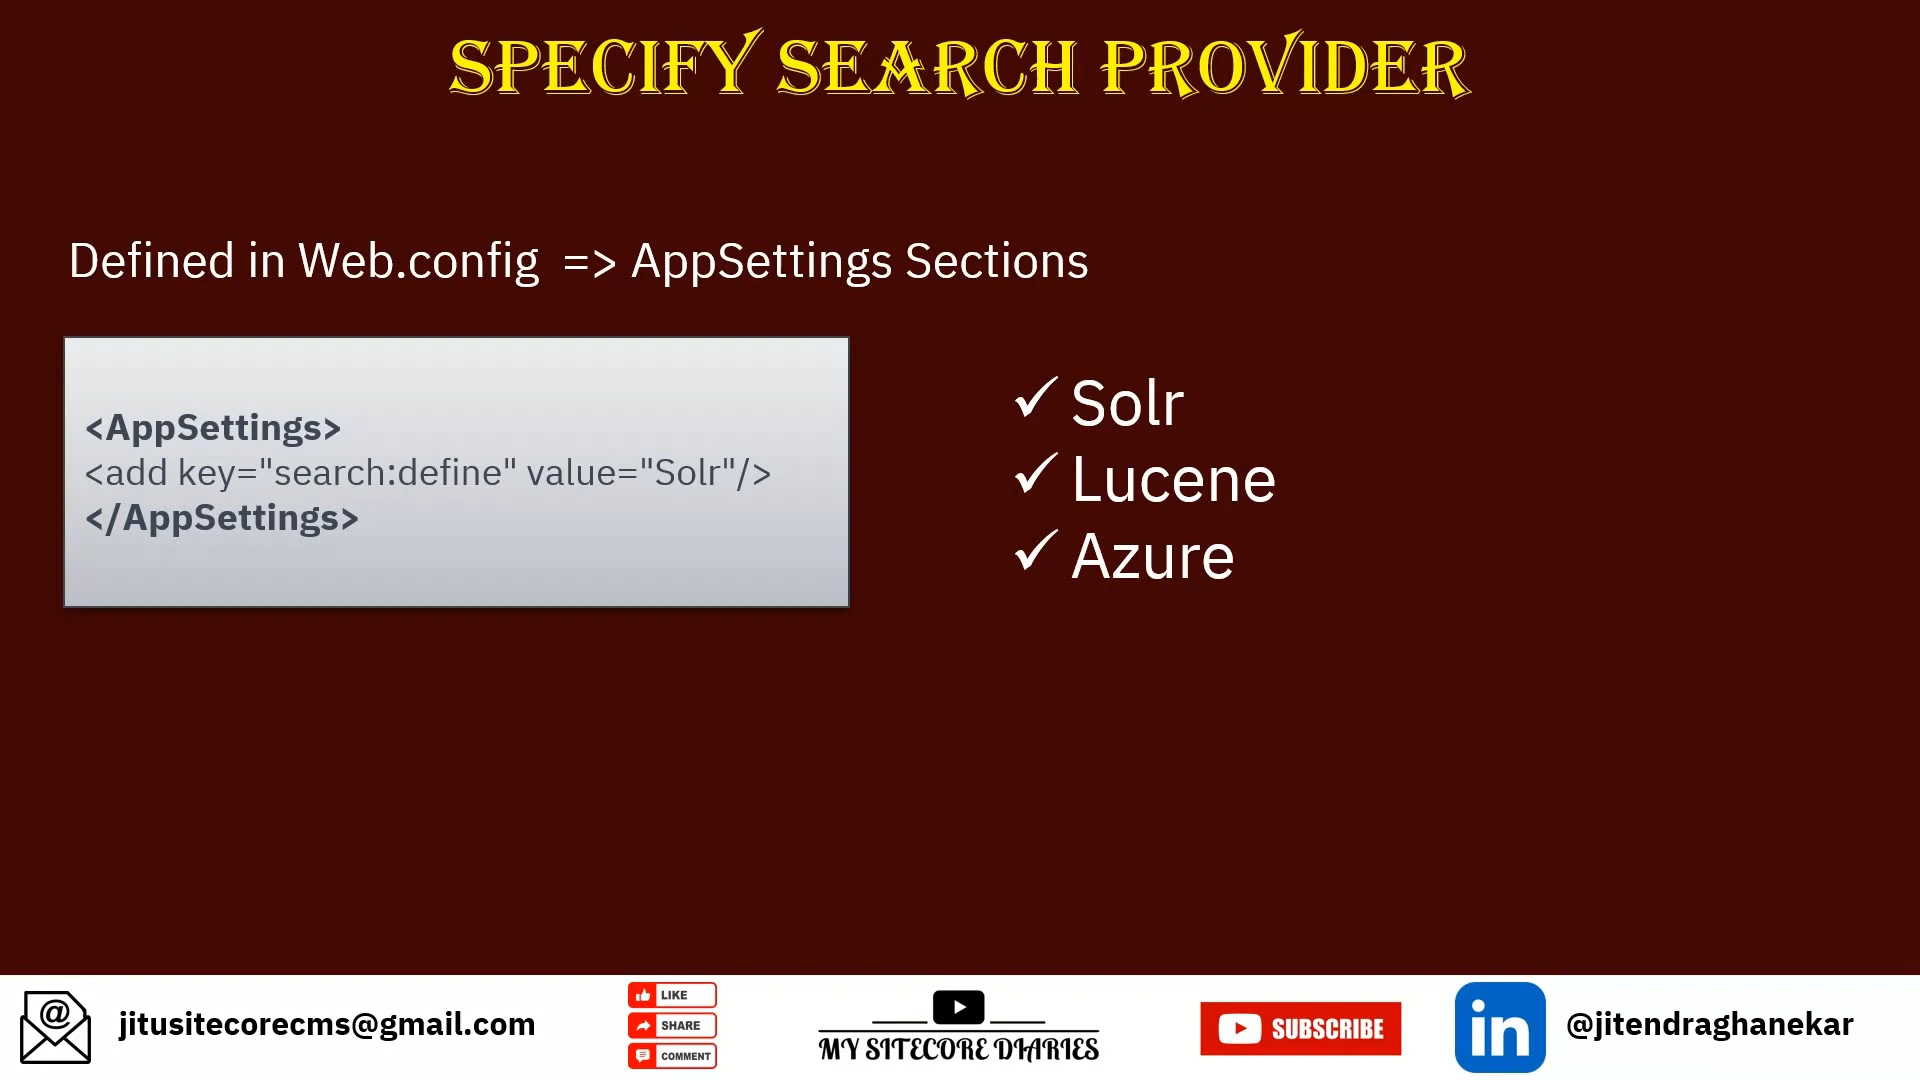 SPECIFY SEARCH PROVIDER
Defined in Web.config => AppSettings Sections
<AppSettings>
<add key="search:define" value="Solr"/>
</AppSettings>
✓ Solr
✓ Lucene
✓ Azure
@
jitusitecorecms@gmail.com
LIKE
SHARE
COMMENT
MY SITECORE DIARIES
SUBSCRIBE
in
@jitendraghanekar